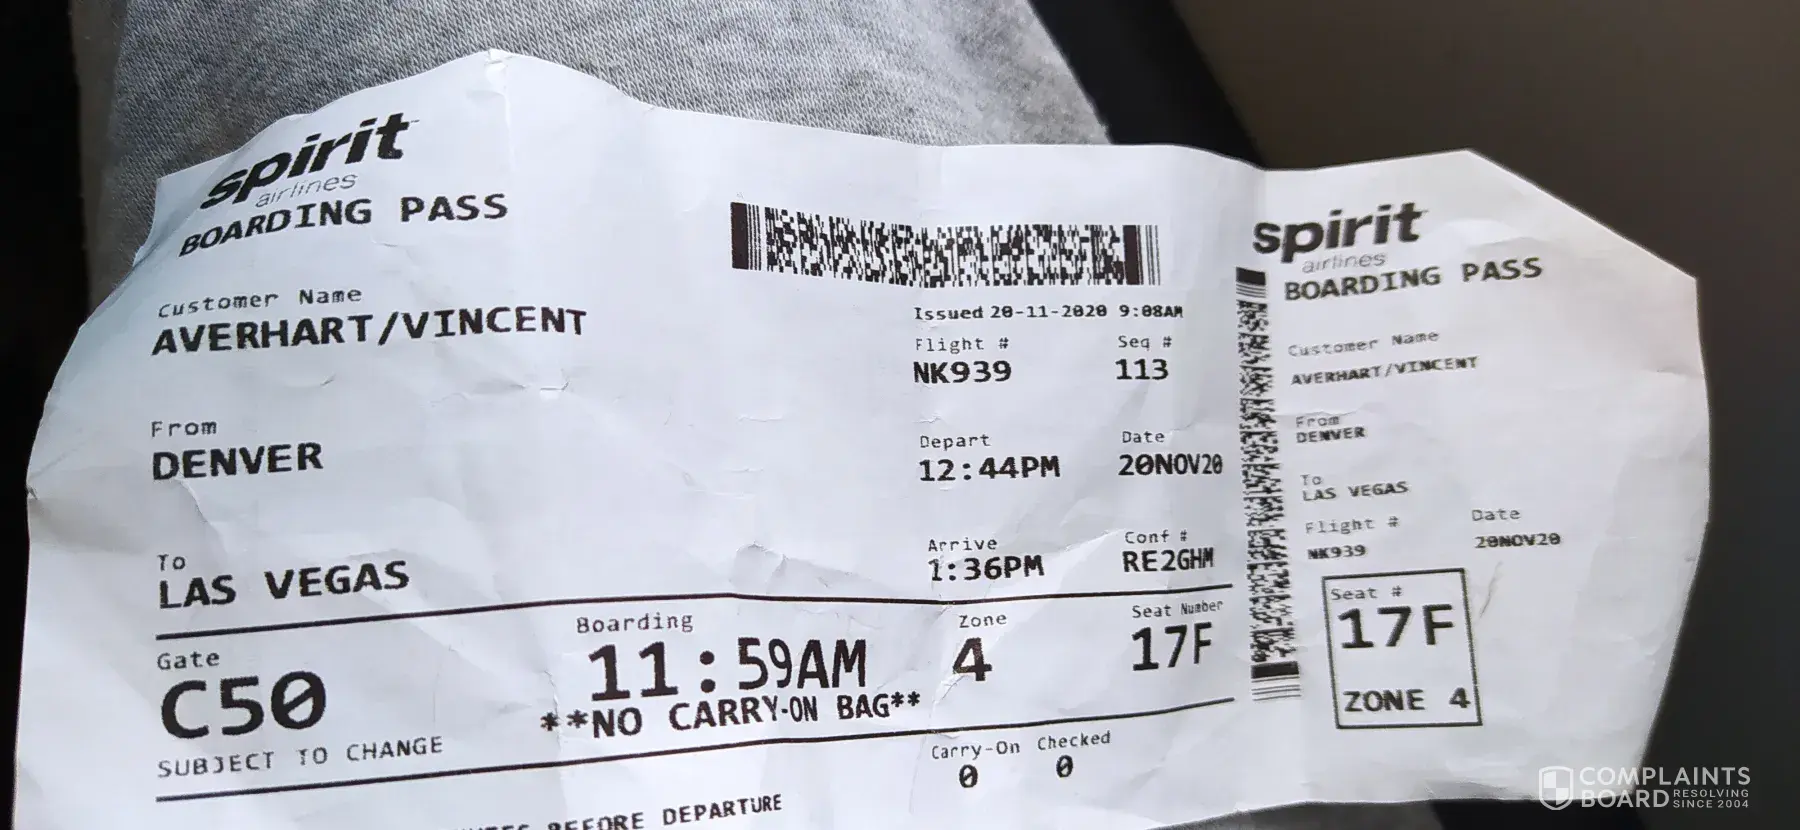 spirit
airlines
BOARDING PASS
Customer Name
AVERHART/VINCENT
From
DENVER
To
LAS VEGAS
Issued 20-11-2020 9:08AM
Flight # Seq #
NK939 113
Depart Date
12:44PM 20NOV20
Arrive Conf #
1:36PM RE2GHM
Gate Boarding Zone Seat Number
C50 11:59AM 4 17F
**NO CARRY-ON BAG**
SUBJECT TO CHANGE
Carry-On Checked
0 0
BEFORE DEPARTURE
spirit
airlines
BOARDING PASS
Customer Name
AVERHART/VINCENT
From
DENVER
To
LAS VEGAS
Flight # Date
NK939 20NOV20
Seat #
17F
ZONE 4
COMPLAINTS
BOARD RESOLVING
SINCE 2004